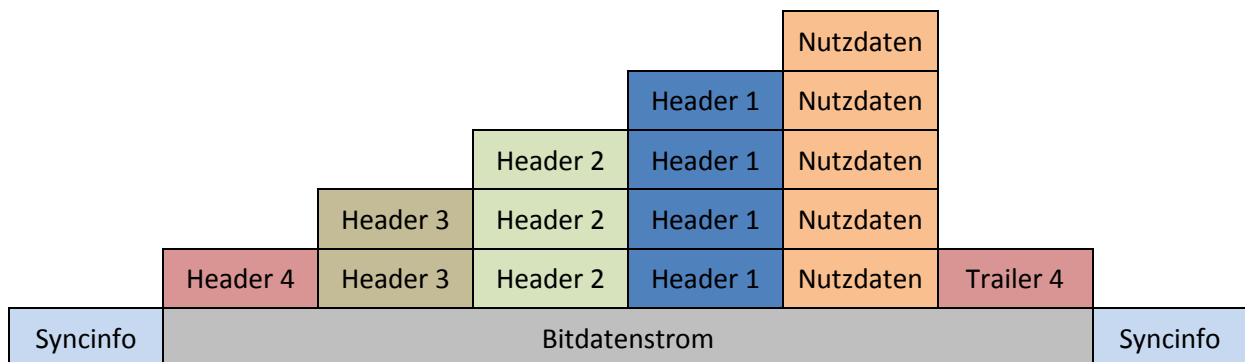 Nutzdaten
Header 1 Nutzdaten
Header 2 Header 1 Nutzdaten
Header 3 Header 2 Header 1 Nutzdaten
Header 4 Header 3 Header 2 Header 1 Nutzdaten Trailer 4
Syncinfo Bitdatenstrom Syncinfo